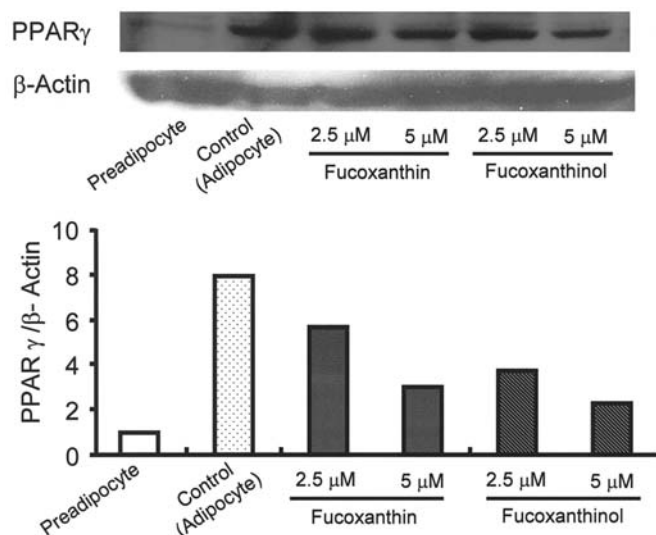 PPARγ
β-Actin
Preadipocyte
Control
(Adipocyte)
2.5 μM 5 μM 2.5 μM 5 μM
Fucoxanthin Fucoxanthinol
PPAR γ /β- Actin
10
8
6
4
2
0
Preadipocyte
Control
(Adipocyte)
2.5 μM 5 μM 2.5 μM 5 μM
Fucoxanthin Fucoxanthinol